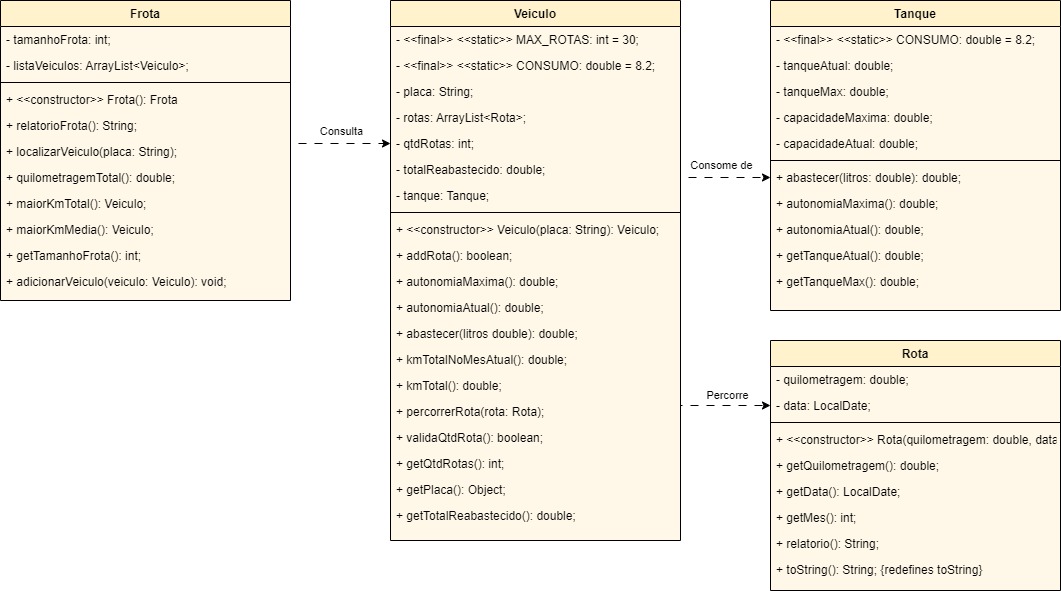 Frota
- tamanhoFrota: int;
- listaVeiculos: ArrayList<Veiculo>;
+ <<constructor>> Frota(): Frota
+ relatorioFrota(): String;
+ localizarVeiculo(placa: String);
+ quilometragemTotal(): double;
+ maiorKmTotal(): Veiculo;
+ maiorKmMedia(): Veiculo;
+ getTamanhoFrota(): int;
+ adicionarVeiculo(veiculo: Veiculo): void;
Consulta
Veiculo
- <<final>> <<static>> MAX_ROTAS: int = 30;
- <<final>> <<static>> CONSUMO: double = 8.2;
- placa: String;
- rotas: ArrayList<Rota>;
- qtdRotas: int;
- totalReabastecido: double;
- tanque: Tanque;
+ <<constructor>> Veiculo(placa: String): Veiculo;
+ addRota(): boolean;
+ autonomiaMaxima(): double;
+ autonomiaAtual(): double;
+ abastecer(litros double): double;
+ kmTotalNoMesAtual(): double;
+ kmTotal(): double;
+ percorrerRota(rota: Rota);
+ validaQtdRota(): boolean;
+ getQtdRotas(): int;
+ getPlaca(): Object;
+ getTotalReabastecido(): double;
Consome de
Percorre
Tanque
- <<final>> <<static>> CONSUMO: double = 8.2;
- tanqueAtual: double;
- tanqueMax: double;
- capacidadeMaxima: double;
- capacidadeAtual: double;
+ abastecer(litros: double): double;
+ autonomiaMaxima(): double;
+ autonomiaAtual(): double;
+ getTanqueAtual(): double;
+ getTanqueMax(): double;
Rota
- quilometragem: double;
- data: LocalDate;
+ <<constructor>> Rota(quilometragem: double, data
+ getQuilometragem(): double;
+ getData(): LocalDate;
+ getMes(): int;
+ relatorio(): String;
+ toString(): String; {redefines toString}